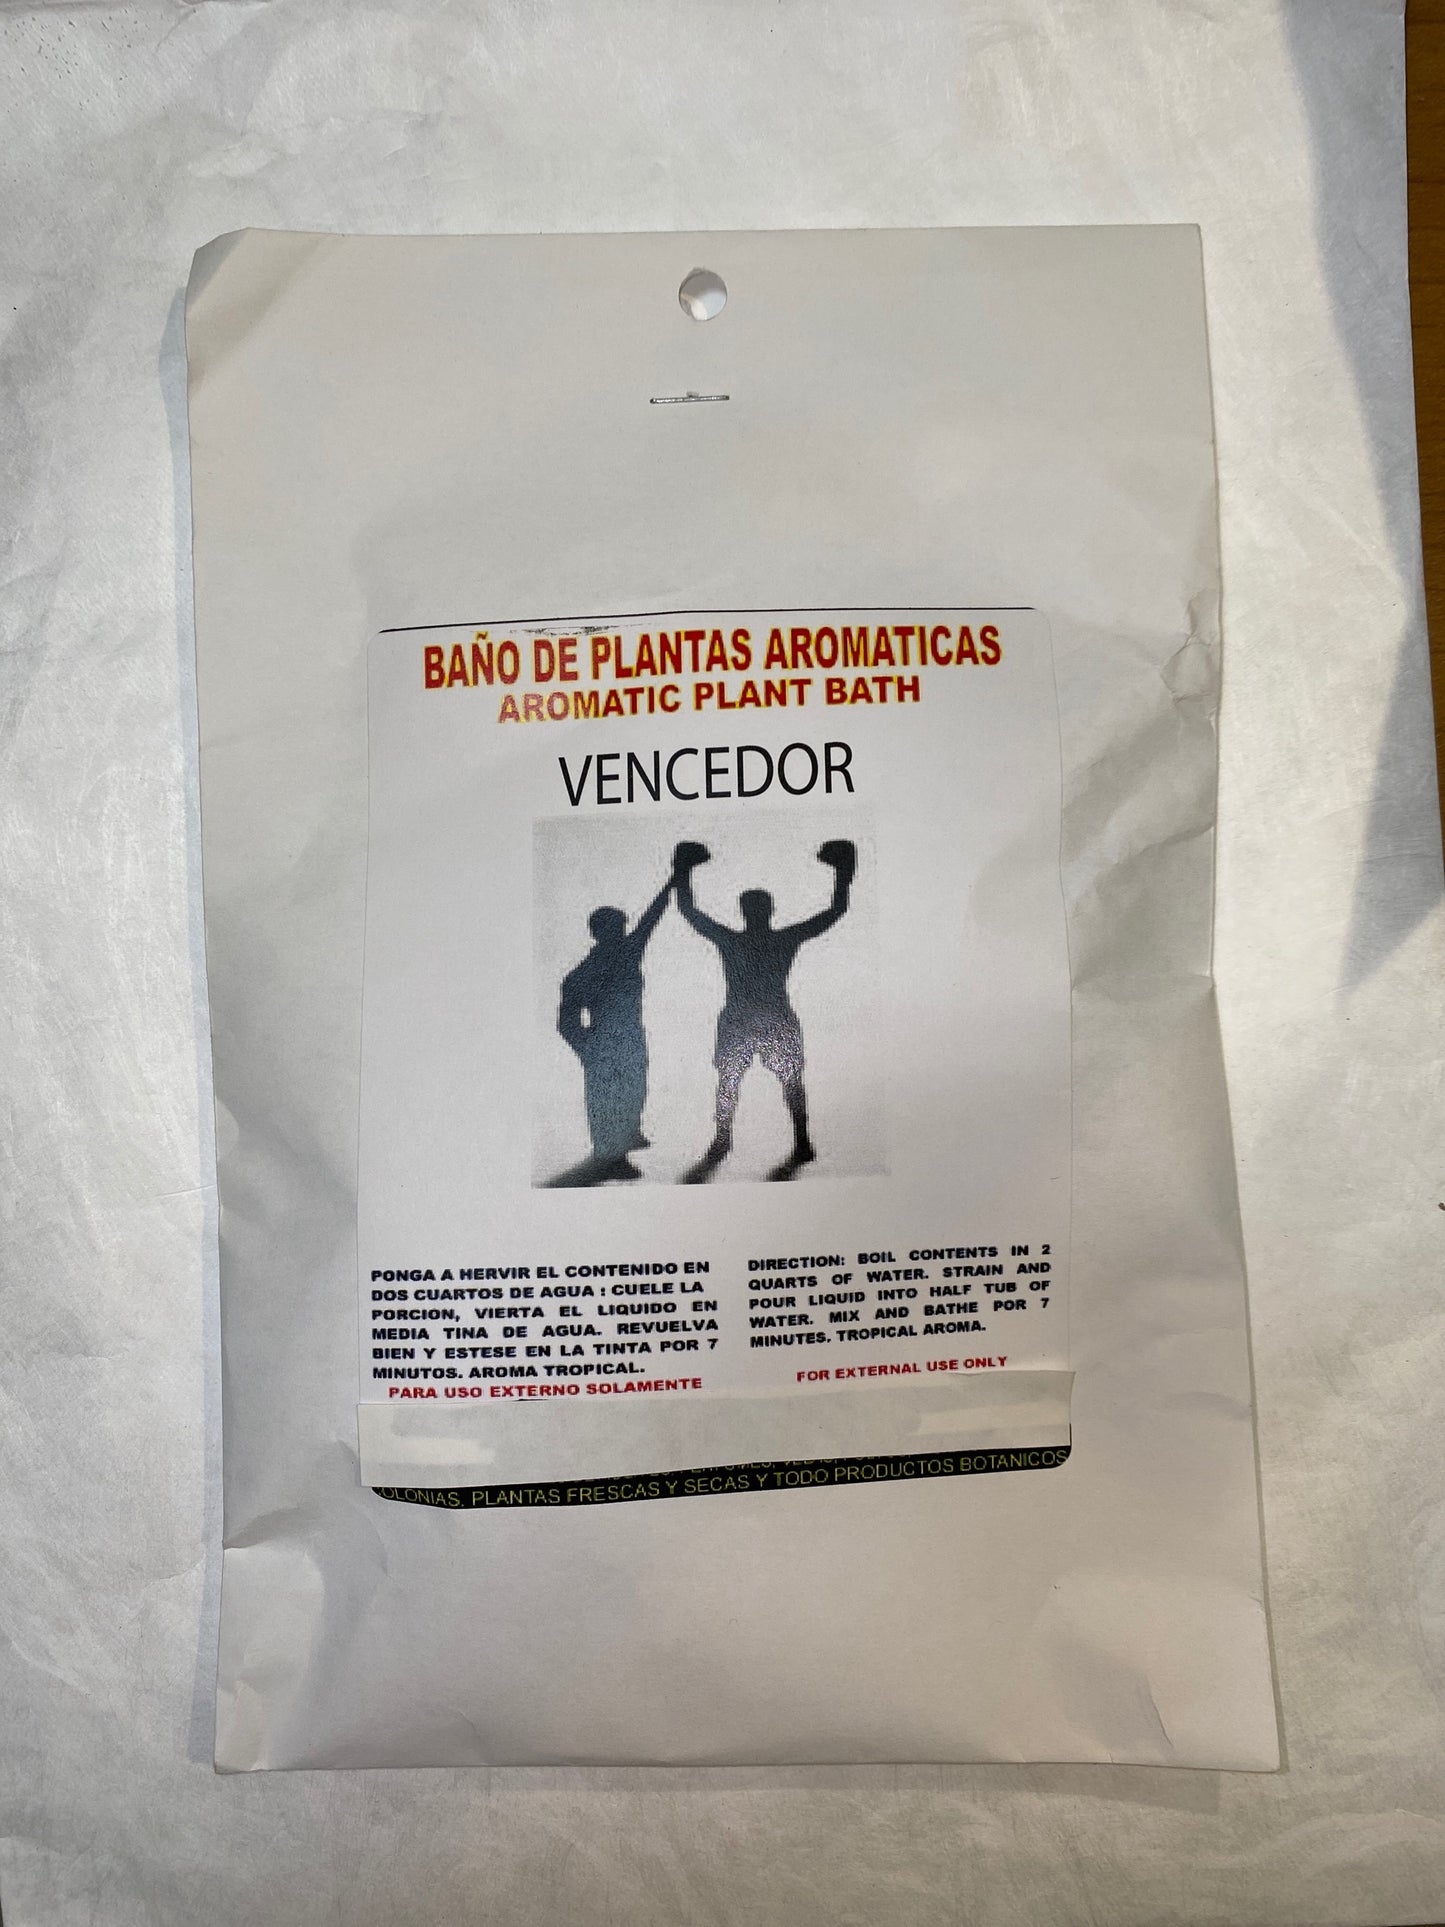 BAÑO DE PLANTAS AROMATICAS
AROMATIC PLANT BATH
VENCEDOR
PONGA A HERVIR EL CONTENIDO EN
DOS CUARTOS DE AGUA : CUELE LA
PORCION, VIERTA EL LIQUIDO EN
MEDIA TINA DE AGUA. REVUELVA
BIEN Y ESTESE EN LA TINTA POR 7
MINUTOS. AROMA TROPICAL.
PARA USO EXTERNO SOLAMENTE
DIRECTION: BOIL CONTENTS IN 2
QUARTS OF WATER. STRAIN AND
POUR LIQUID INTO HALF TUB OF
WATER. MIX AND BATHE POR 7
MINUTES. TROPICAL AROMA.
FOR EXTERNAL USE ONLY
OLONIAS. PLANTAS FRESCAS Y SECAS Y TODO PRODUCTOS BOTANICOS